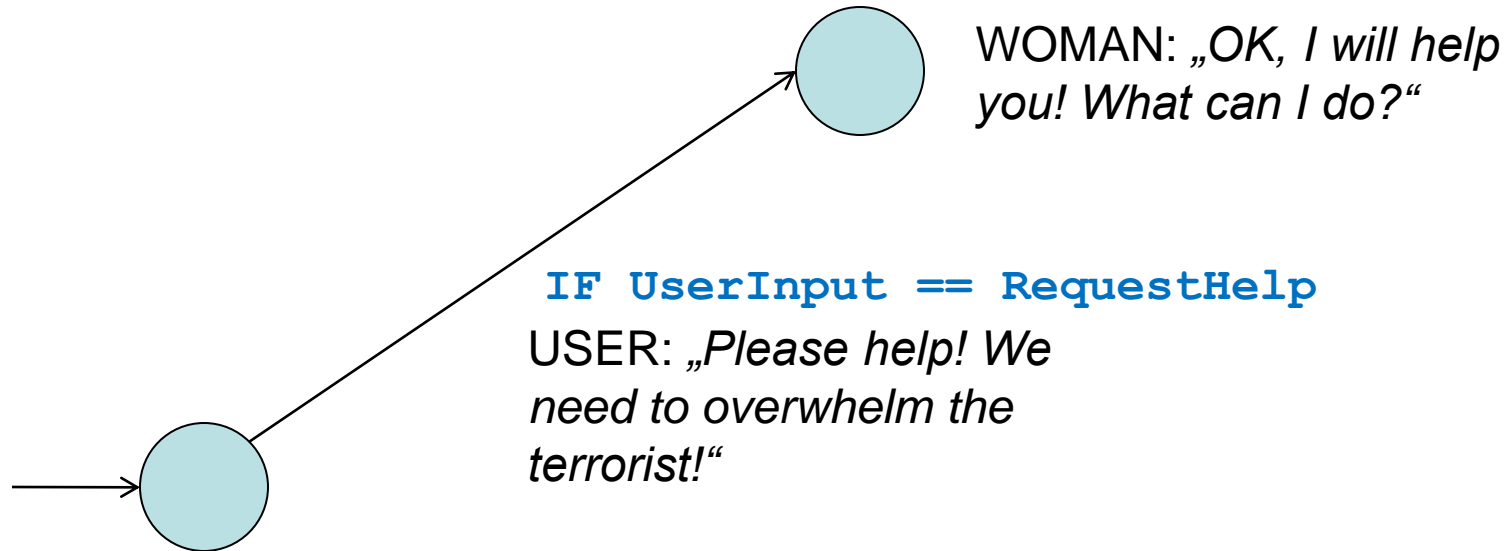 WOMAN: „OK, I will help
you! What can I do?“
IF UserInput == RequestHelp
USER: „Please help! We
need to overwhelm the
terrorist!“